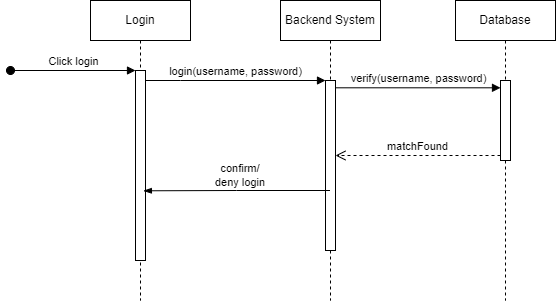 Login
Backend System
Database
Click login
login(username, password)
verify(username, password)
matchFound
confirm/
deny login